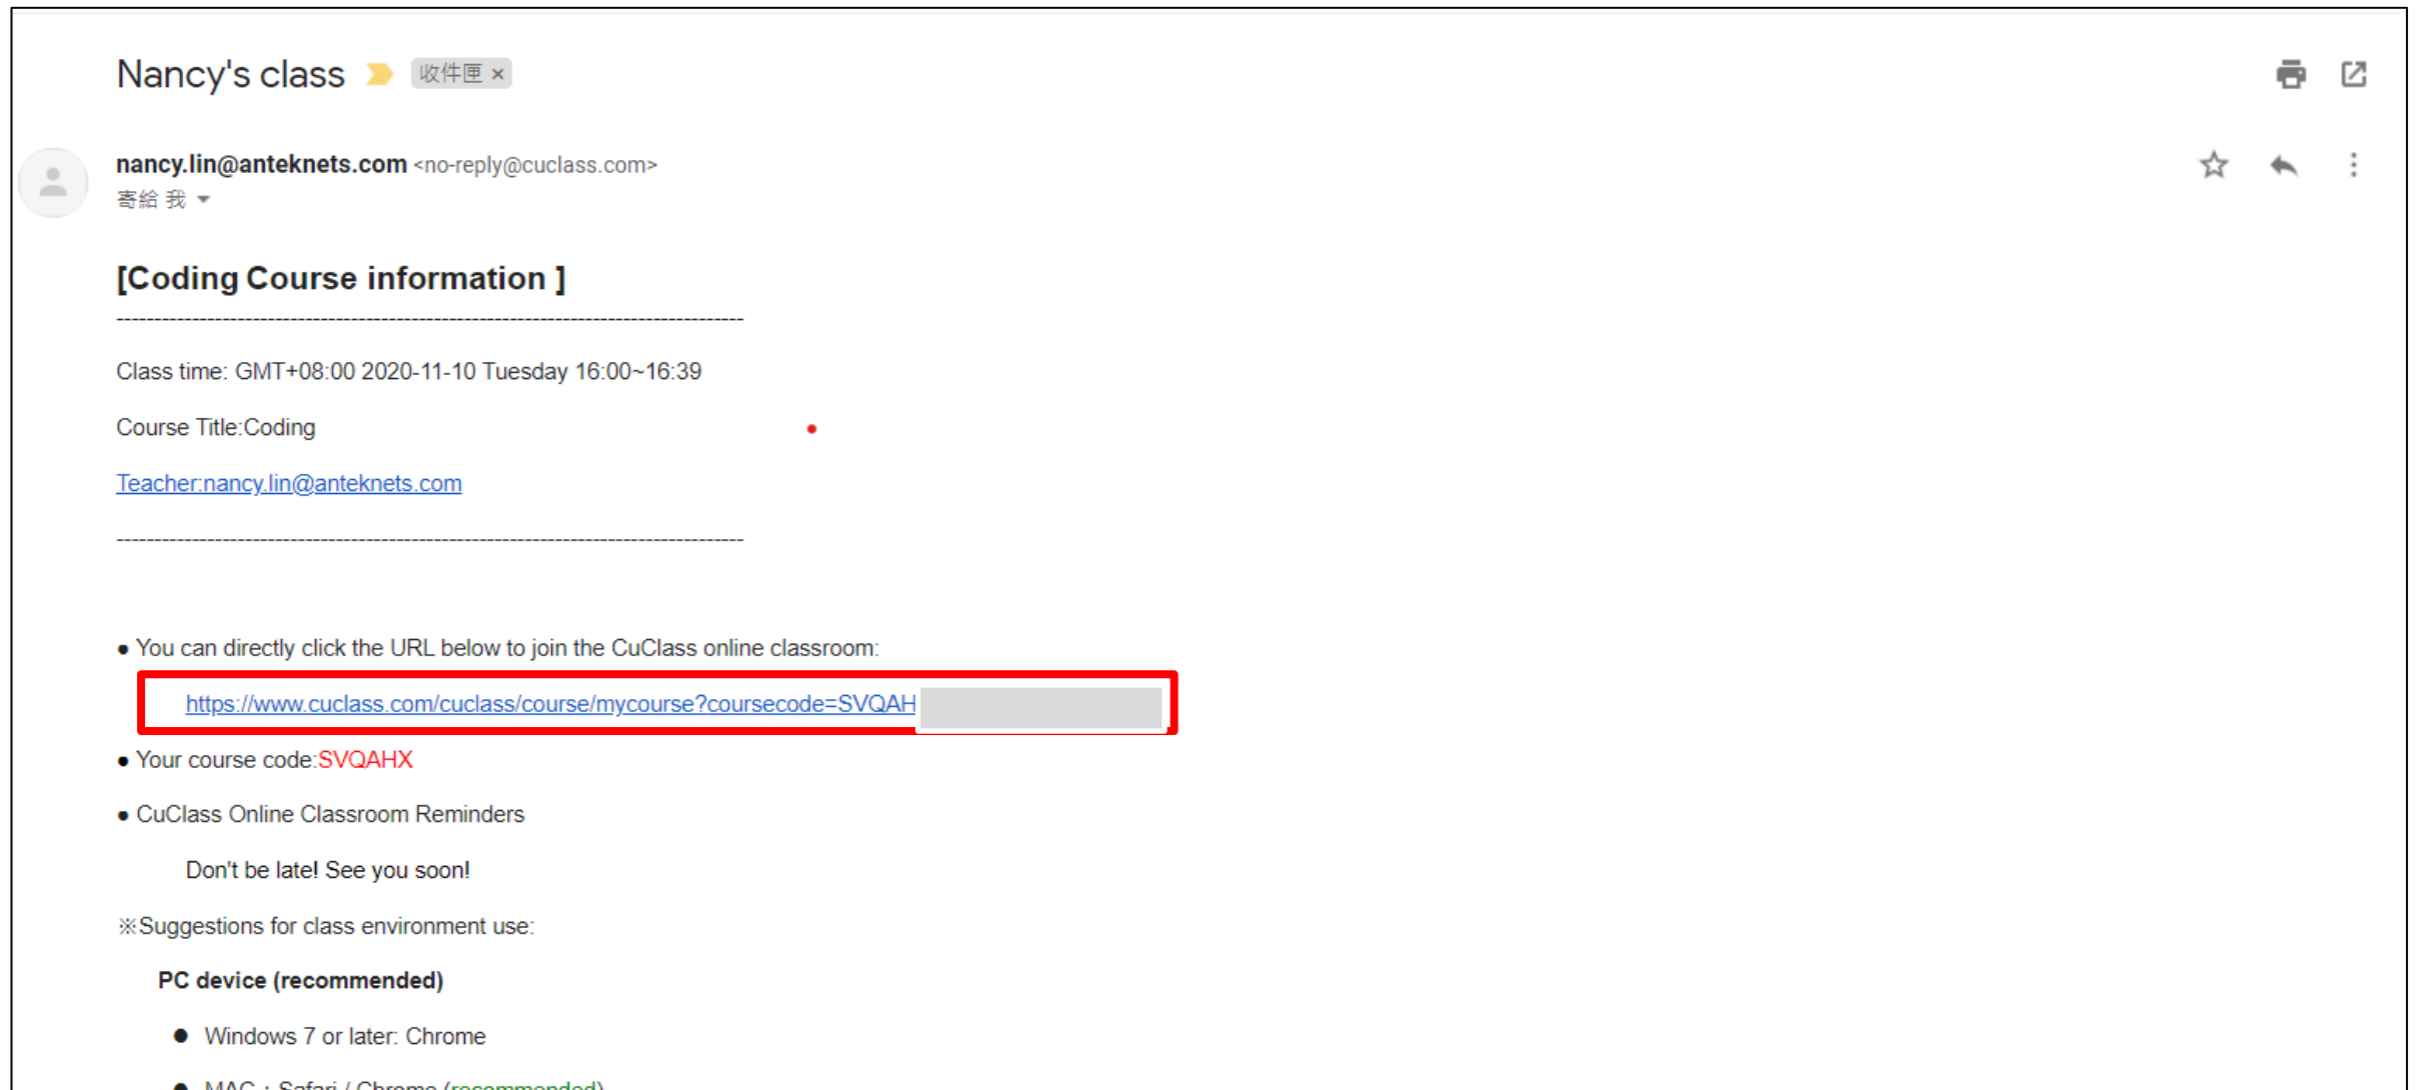 Nancy's class 收件匣 ×
nancy.lin@anteknets.com <no-reply@cuclass.com>
寄給 我
[Coding Course information ]
--------------------------------------------------------------------------------
Class time: GMT+08:00 2020-11-10 Tuesday 16:00~16:39
Course Title:Coding
Teacher:nancy.lin@anteknets.com
--------------------------------------------------------------------------------
● You can directly click the URL below to join the CuClass online classroom:
https://www.cuclass.com/cuclass/course/mycourse?coursecode=SVQAH
● Your course code:SVQAHX
● CuClass Online Classroom Reminders
Don't be late! See you soon!
※Suggestions for class environment use:
PC device (recommended)
● Windows 7 or later: Chrome
● MAC：Safari / Chrome (recommended)